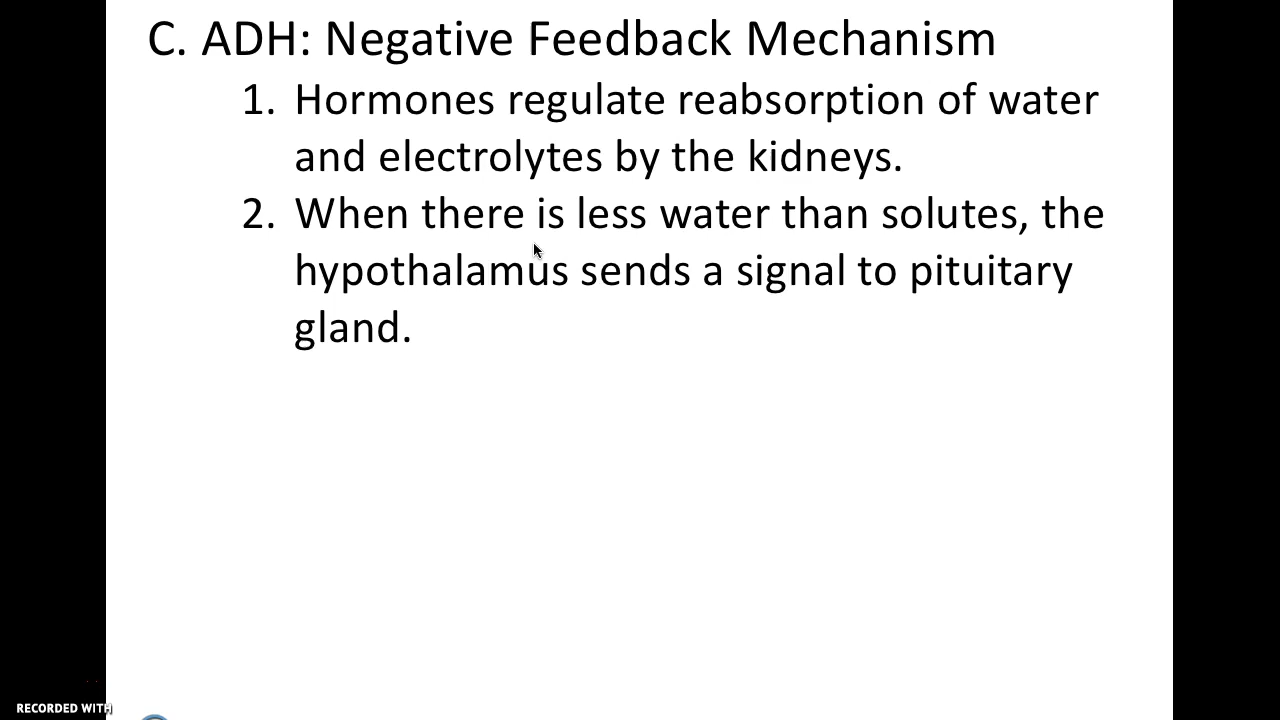 C. ADH: Negative Feedback Mechanism
1. Hormones regulate reabsorption of water
and electrolytes by the kidneys.
2. When there is less water than solutes, the
hypothalamus sends a signal to pituitary
gland.
RECORDED WITH